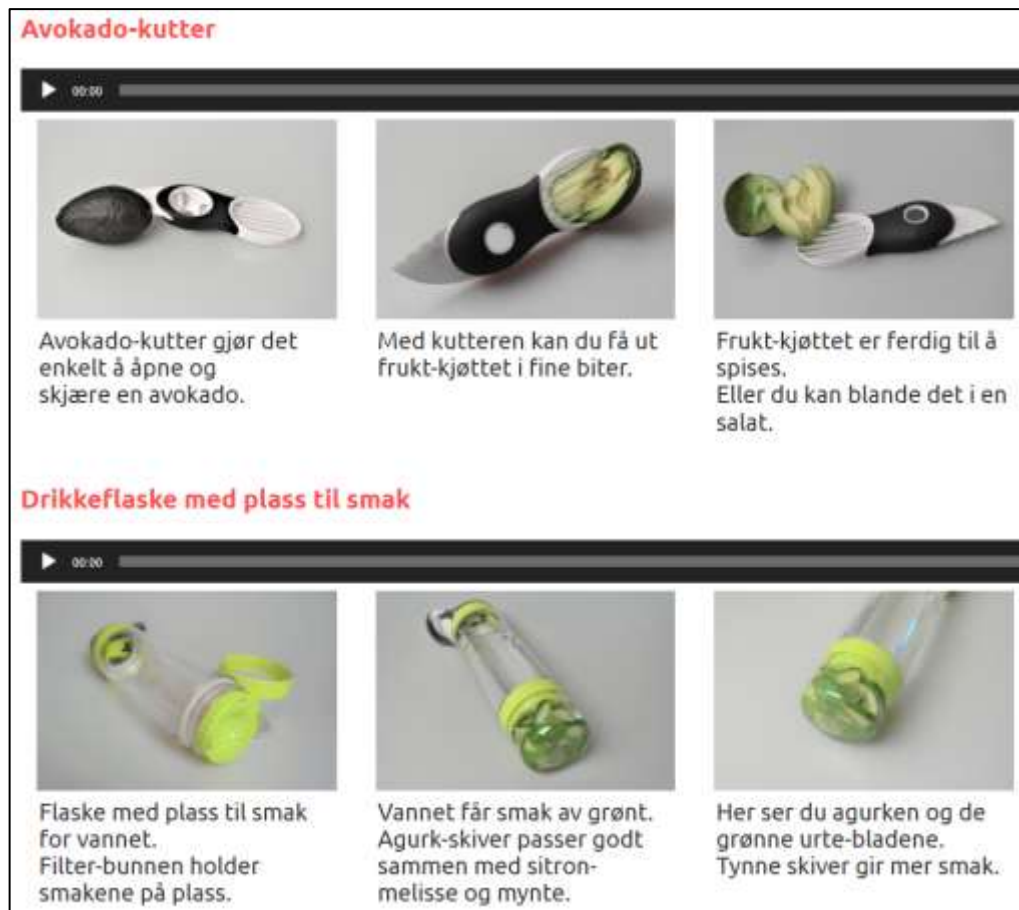 Avokado-kutter
00:00
Avokado-kutter gjør det
enkelt å åpne og
skjære en avokado.
Med kutteren kan du få ut
frukt-kjøttet i fine biter.
Frukt-kjøttet er ferdig til å
spises.
Eller du kan blande det i en
salat.
Drikkeflaske med plass til smak
00:00
Flaske med plass til smak
for vannet.
Filter-bunnen holder
smakene på plass.
Vannet får smak av grønt.
Agurk-skiver passer godt
sammen med sitron-
melisse og mynte.
Her ser du agurken og de
grønne urte-bladene.
Tynne skiver gir mer smak.